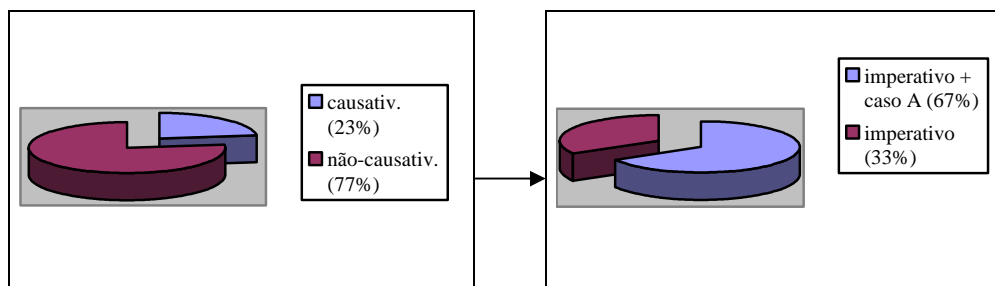 causativ.
(23%)
não-causativ.
(77%)
imperativo +
caso A (67%)
imperativo
(33%)